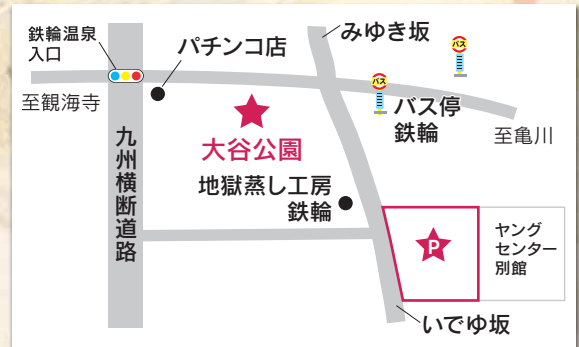 鉄輪温泉
入口
パチンコ店
みゆき坂
バス
バス
至観海寺
バス停
鉄輪
至亀川
大谷公園
九州横断道路
地獄蒸し工房
鉄輪
P
ヤング
センター
別館
いでゆ坂